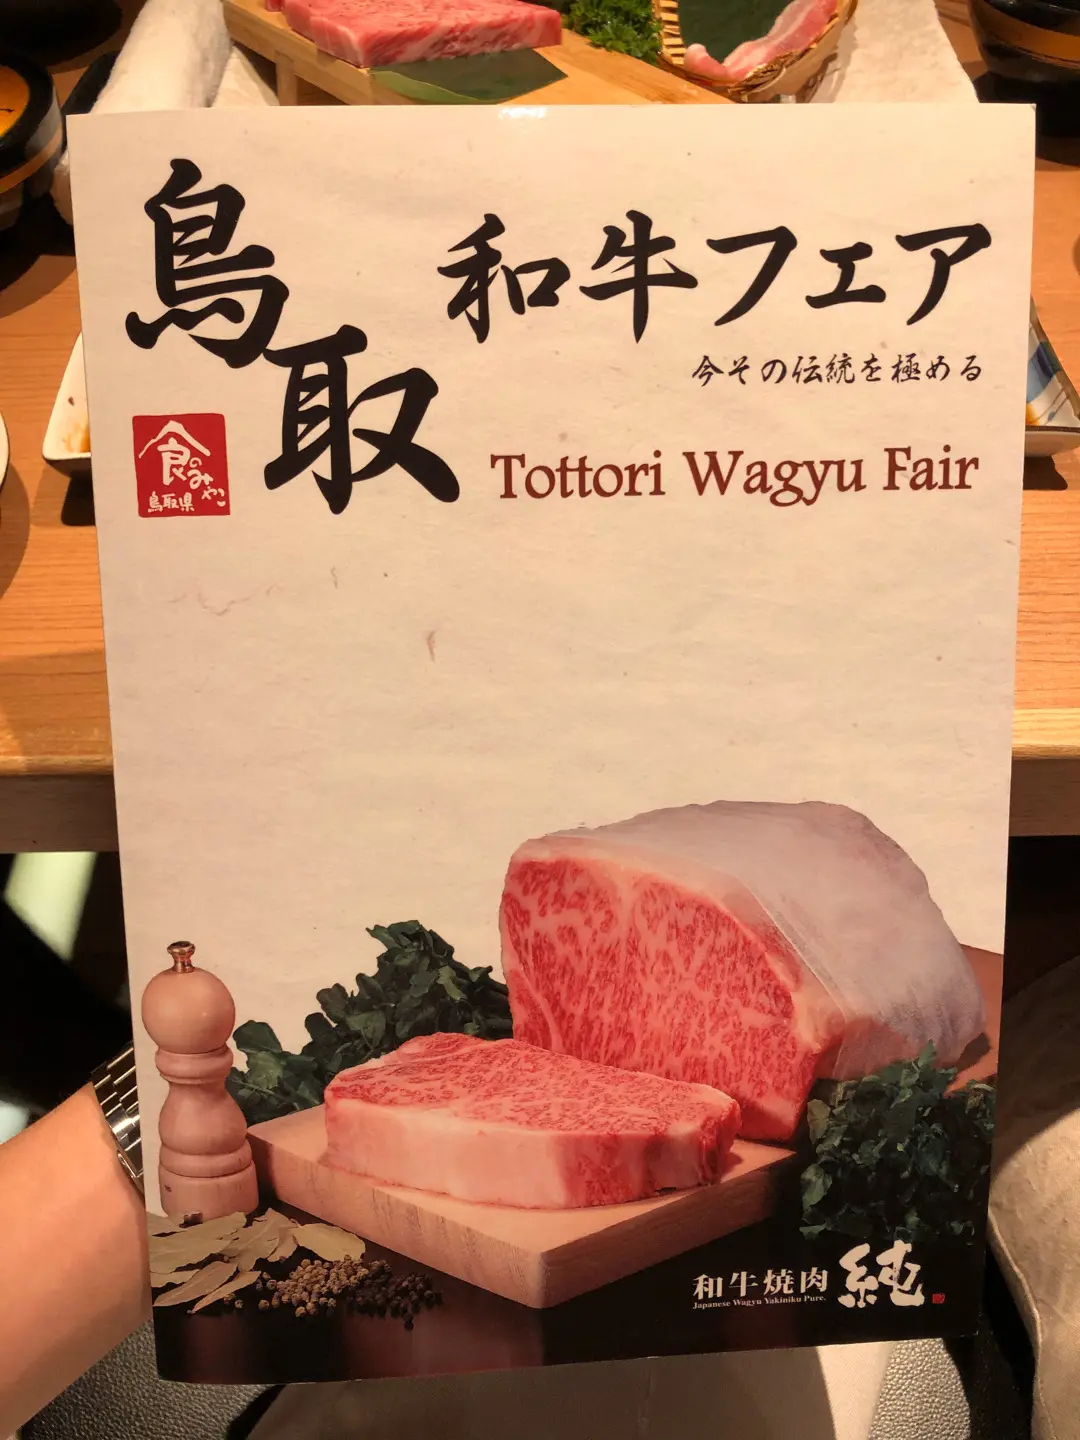 鳥取
和牛フェア
今その伝統を極める
Tottori Wagyu Fair
食のみやこ
鳥取県
和牛焼肉 純
Japanese Wagyu Yakiniku Pure.